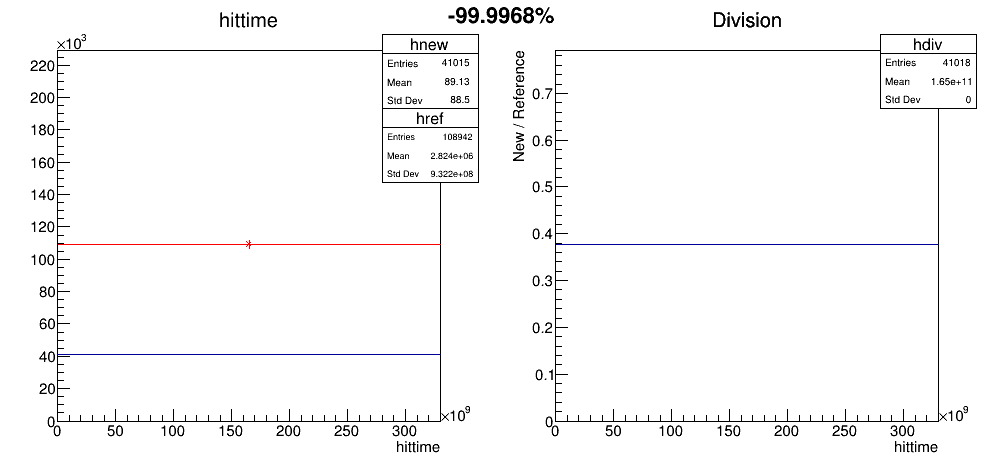 -99.9968%
hittime
×10³
hnew
Entries 41015
Mean 89.13
Std Dev 88.5
href
Entries 108942
Mean 2.824e+06
Std Dev 9.322e+08
220
200
180
160
140
120
100
80
60
40
20
0
0 50 100 150 200 250 300
×10⁹
hittime
Division
hdiv
Entries 41018
Mean 1.65e+11
Std Dev 0
New / Reference
0.7
0.6
0.5
0.4
0.3
0.2
0.1
0
0 50 100 150 200 250 300
×10⁹
hittime